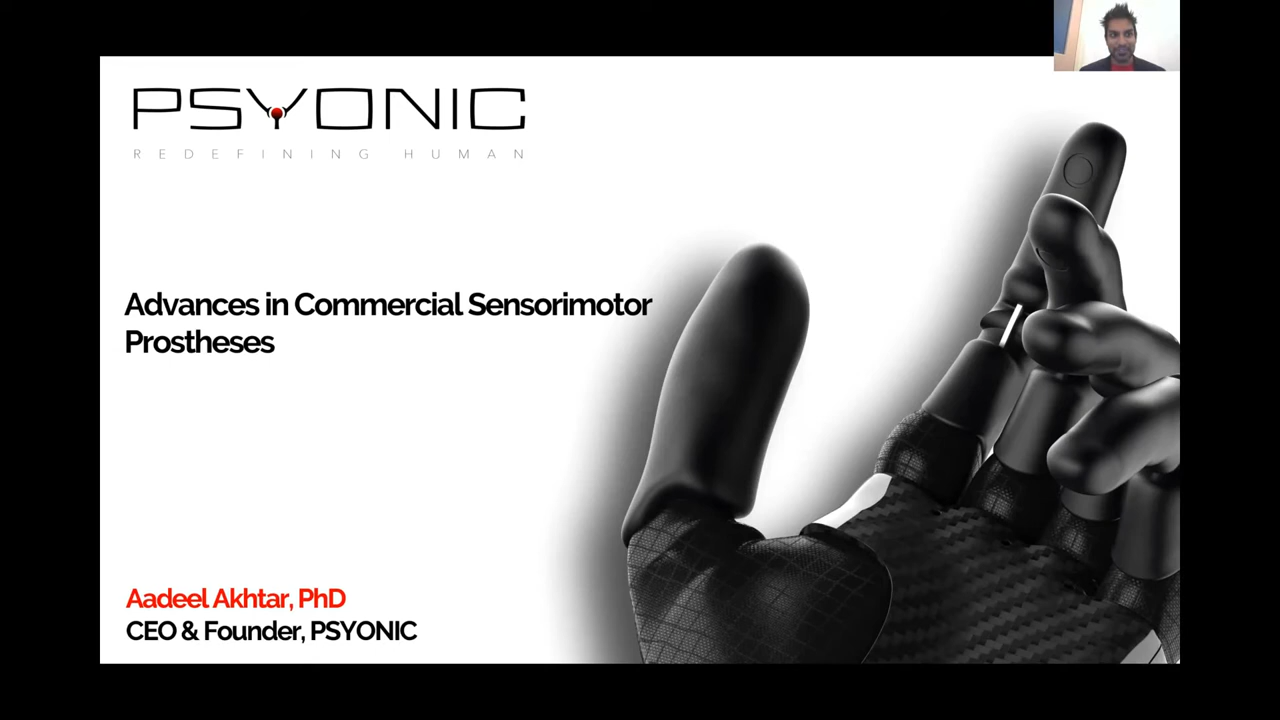 PSYONIC
REDEFINING HUMAN
Advances in Commercial Sensorimotor
Prostheses
Aadeel Akhtar, PhD
CEO & Founder, PSYONIC